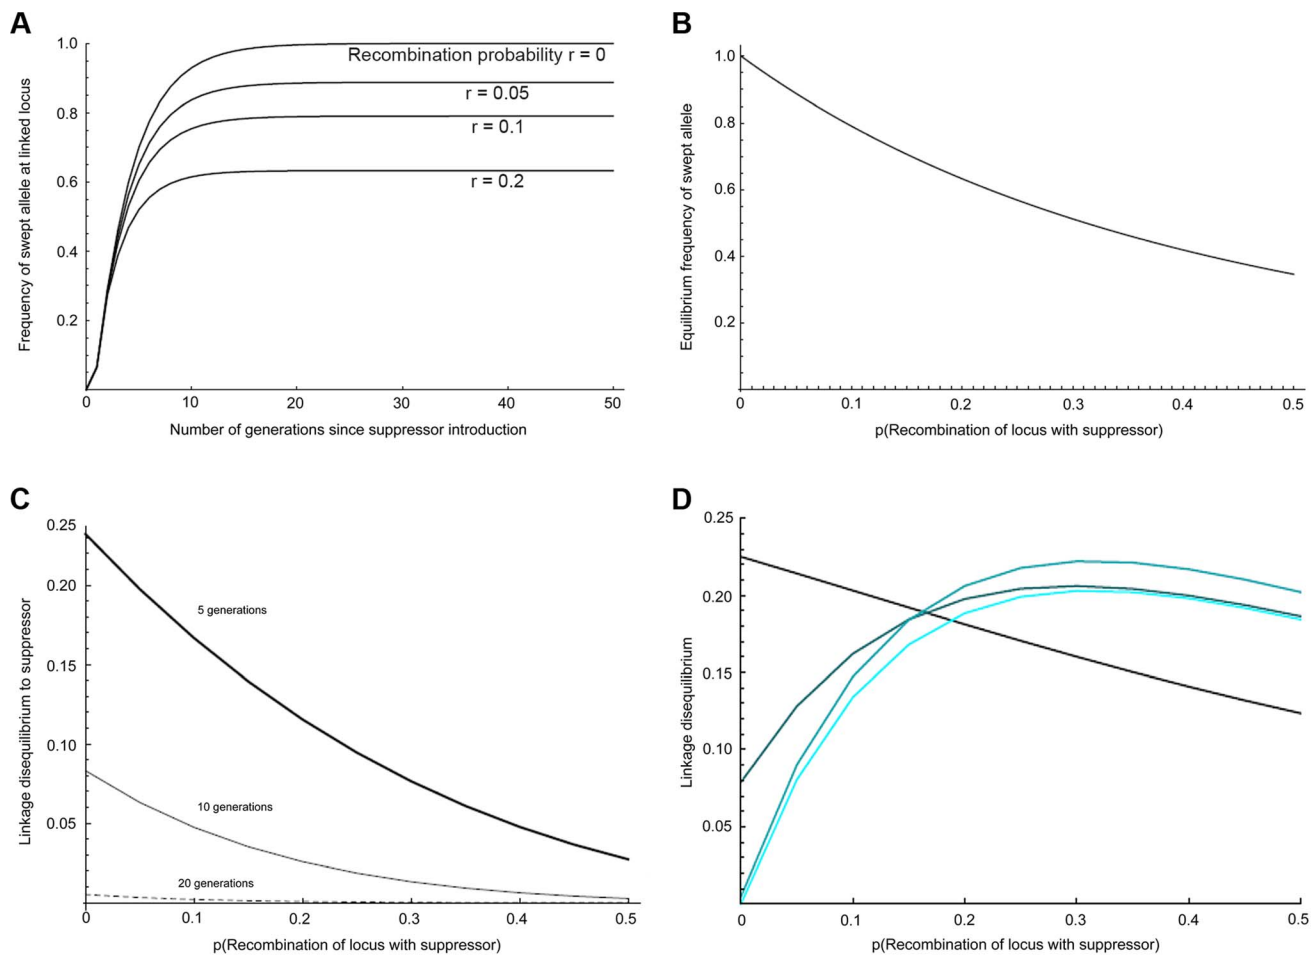 A
Frequency of swept allele at linked locus
1.0
0.8
0.6
0.4
0.2
Recombination probability r = 0
r = 0.05
r = 0.1
r = 0.2
0 10 20 30 40 50
Number of generations since suppressor introduction
B
Equilibrium frequency of swept allele
1.0
0.8
0.6
0.4
0.2
0 0.1 0.2 0.3 0.4 0.5
p(Recombination of locus with suppressor)
C
Linkage disequilibrium to suppressor
0.25
0.20
0.15
0.10
0.05
5 generations
10 generations
20 generations
0 0.1 0.2 0.3 0.4 0.5
p(Recombination of locus with suppressor)
D
Linkage disequilibrium
0.25
0.20
0.15
0.10
0.05
0 0.1 0.2 0.3 0.4 0.5
p(Recombination of locus with suppressor)